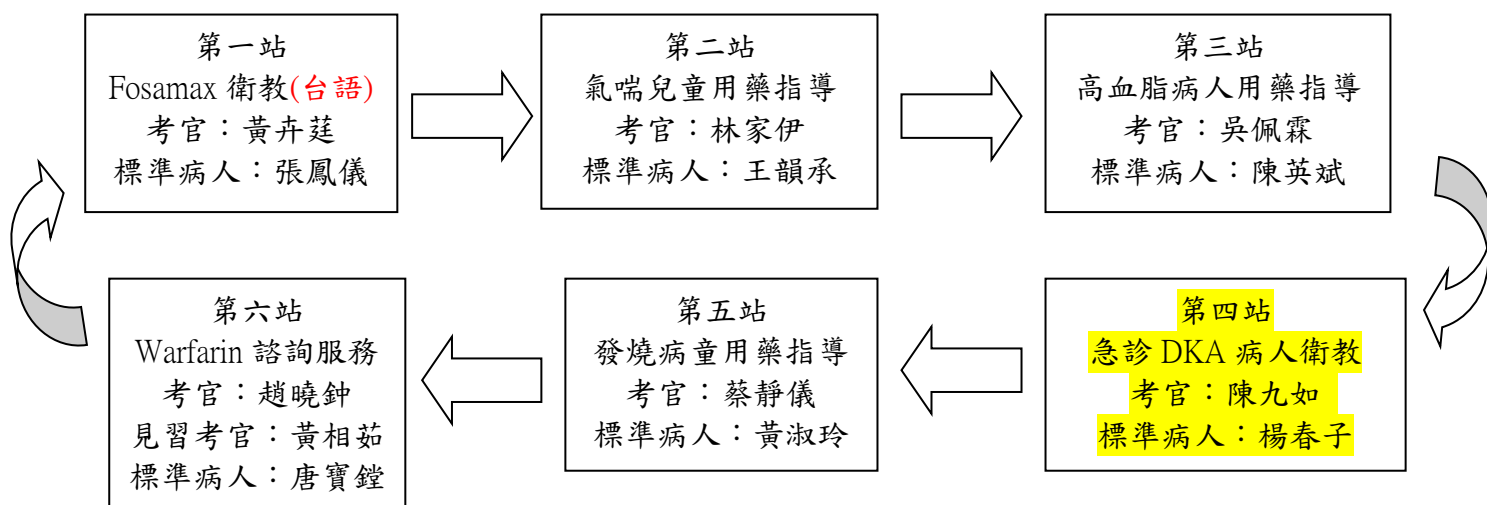 第一站
Fosamax 衛教(台語)
考官：黃卉莛
標準病人：張鳳儀
第二站
氣喘兒童用藥指導
考官：林家伊
標準病人：王韻承
第三站
高血脂病人用藥指導
考官：吳佩霖
標準病人：陳英斌
第四站
急診 DKA 病人衛教
考官：陳九如
標準病人：楊春子
第五站
發燒病童用藥指導
考官：蔡靜儀
標準病人：黃淑玲
第六站
Warfarin 諮詢服務
考官：趙曉鈡
見習考官：黃相茹
標準病人：唐寶鏜